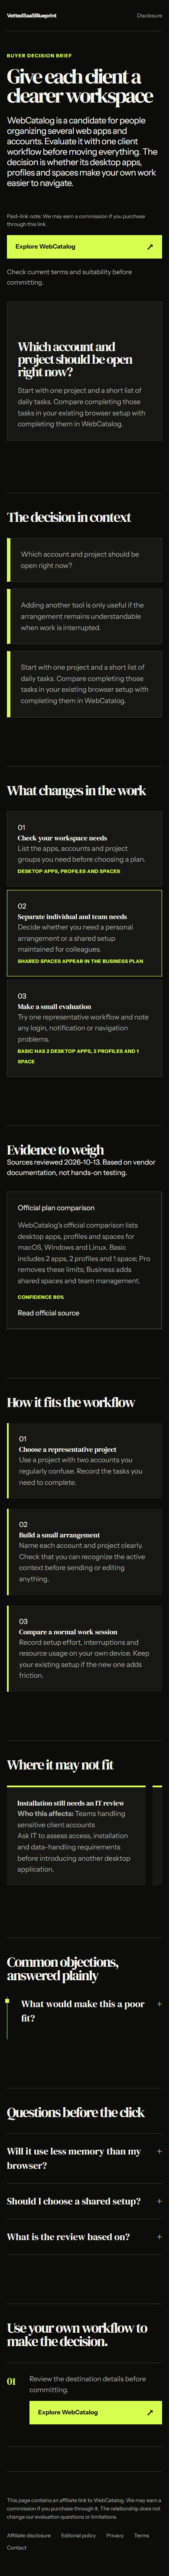 VettedSaaSBlueprint
Disclosure
BUYER DECISION BRIEF
Give each client a
clearer workspace
WebCatalog is a candidate for people
organizing several web apps and
accounts. Evaluate it with one client
workflow before moving everything. The
decision is whether its desktop apps,
profiles and spaces make your own work
easier to navigate.
Paid-link note: We may earn a commission if you purchase
through this link.
Explore WebCatalog ↗
Check current terms and suitability before
committing.
Which account and
project should be open
right now?
Start with one project and a short list of
daily tasks. Compare completing those
tasks in your existing browser setup with
completing them in WebCatalog.
The decision in context
Which account and project should be
open right now?
Adding another tool is only useful if the
arrangement remains understandable
when work is interrupted.
Start with one project and a short list of
daily tasks. Compare completing those
tasks in your existing browser setup with
completing them in WebCatalog.
What changes in the work
01
Check your workspace needs
List the apps, accounts and project
groups you need before choosing a plan.
DESKTOP APPS, PROFILES AND SPACES
02
Separate individual and team needs
Decide whether you need a personal
arrangement or a shared setup
maintained for colleagues.
SHARED SPACES APPEAR IN THE BUSINESS PLAN
03
Make a small evaluation
Try one representative workflow and note
any login, notification or navigation
problems.
BASIC HAS 2 DESKTOP APPS, 2 PROFILES AND 1
SPACE
Evidence to weigh
Sources reviewed 2026-10-13. Based on vendor
documentation, not hands-on testing.
Official plan comparison
WebCatalog's official comparison lists
desktop apps, profiles and spaces for
macOS, Windows and Linux. Basic
includes 2 apps, 2 profiles and 1 space; Pro
removes these limits; Business adds
shared spaces and team management.
CONFIDENCE 90%
Read official source
How it fits the workflow
01
Choose a representative project
Use a project with two accounts you
regularly confuse. Record the tasks you
need to complete.
02
Build a small arrangement
Name each account and project clearly.
Check that you can recognize the active
context before sending or editing
anything.
03
Compare a normal work session
Record setup effort, interruptions and
resource usage on your own device. Keep
your existing setup if the new one adds
friction.
Where it may not fit
Installation still needs an IT review
Who this affects: Teams handling
sensitive client accounts
Ask IT to assess access, installation
and data-handling requirements
before introducing another desktop
application.
Common objections,
answered plainly
What would make this a poor +
fit?
Questions before the click
Will it use less memory than my +
browser?
Should I choose a shared setup? +
What is the review based on? +
Use your own workflow to
make the decision.
01
Review the destination details before
committing.
Explore WebCatalog ↗
This page contains an affiliate link to WebCatalog. We may earn a
commission if you purchase through it. The relationship does not
change our evaluation questions or limitations.
Affiliate disclosure Editorial policy Privacy Terms
Contact